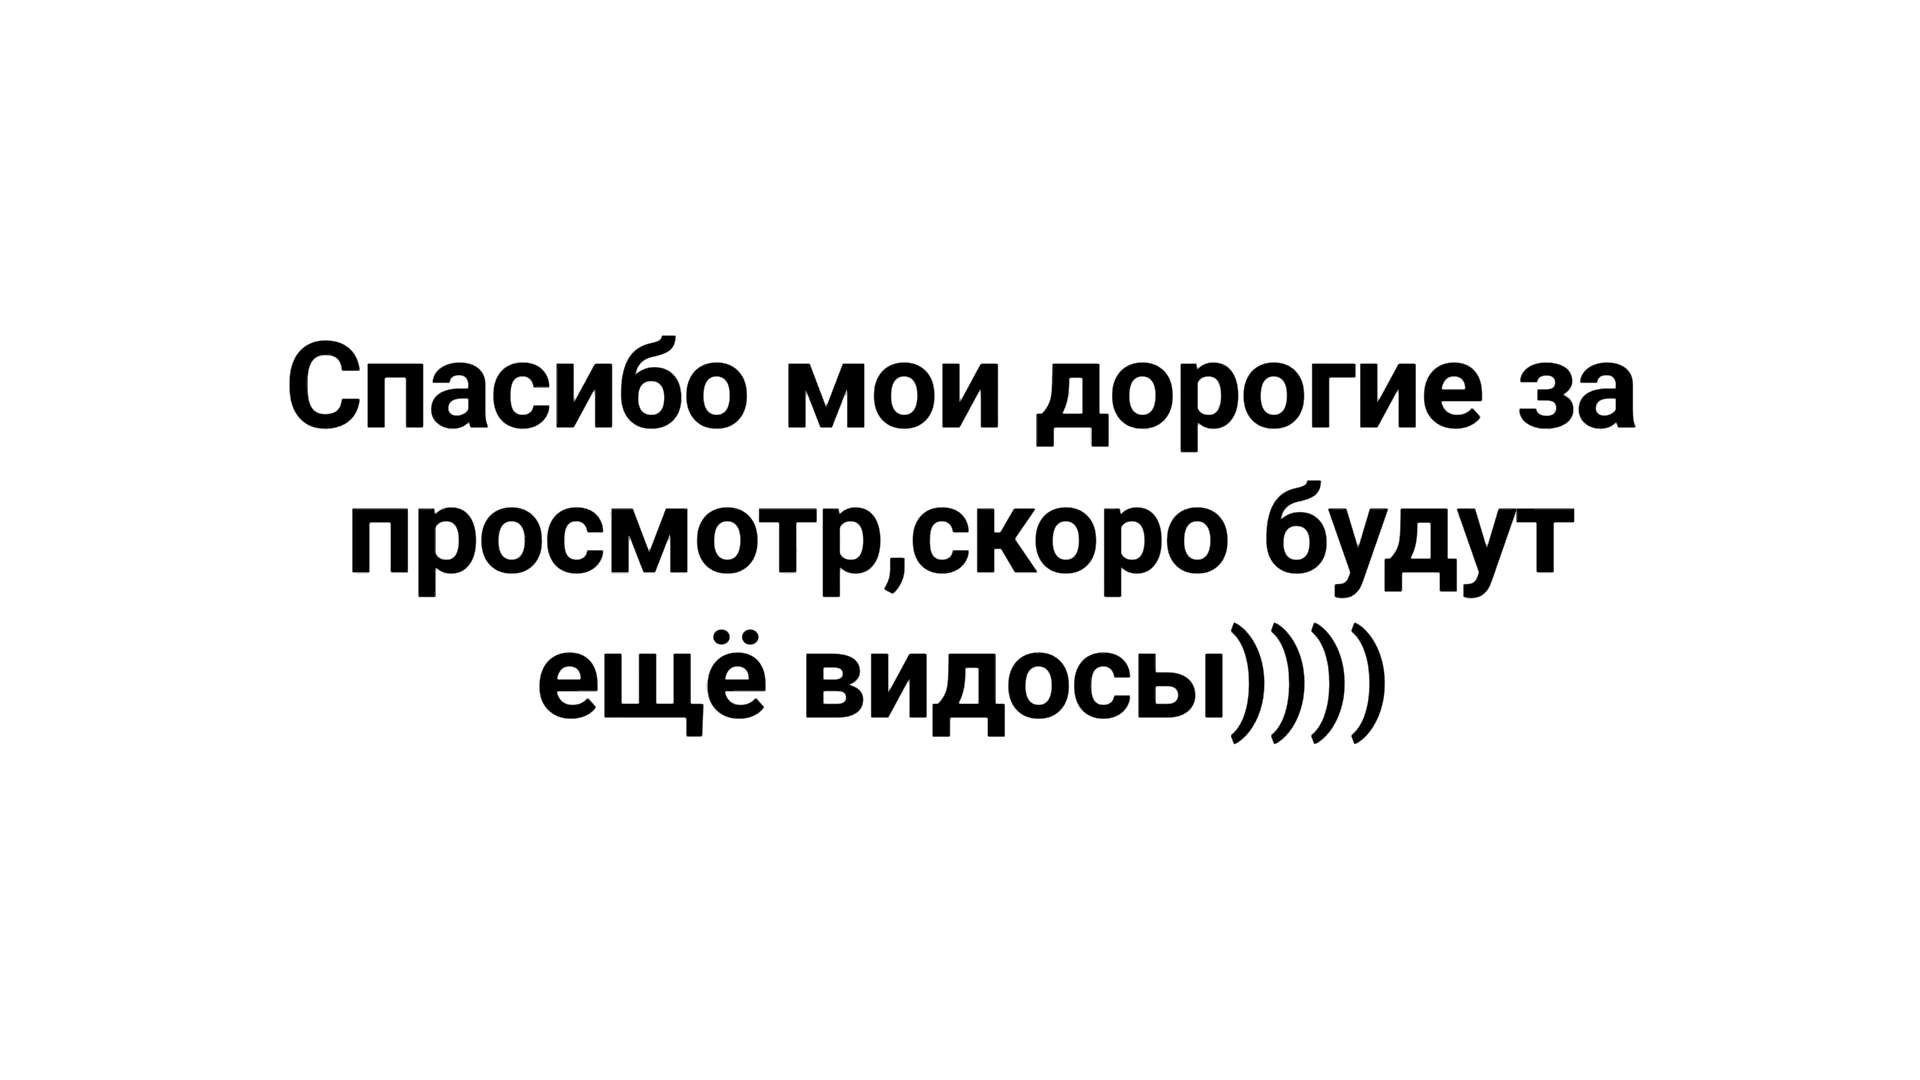 Спасибо мои дорогие за
просмотр,скоро будут
ещё видосы))))